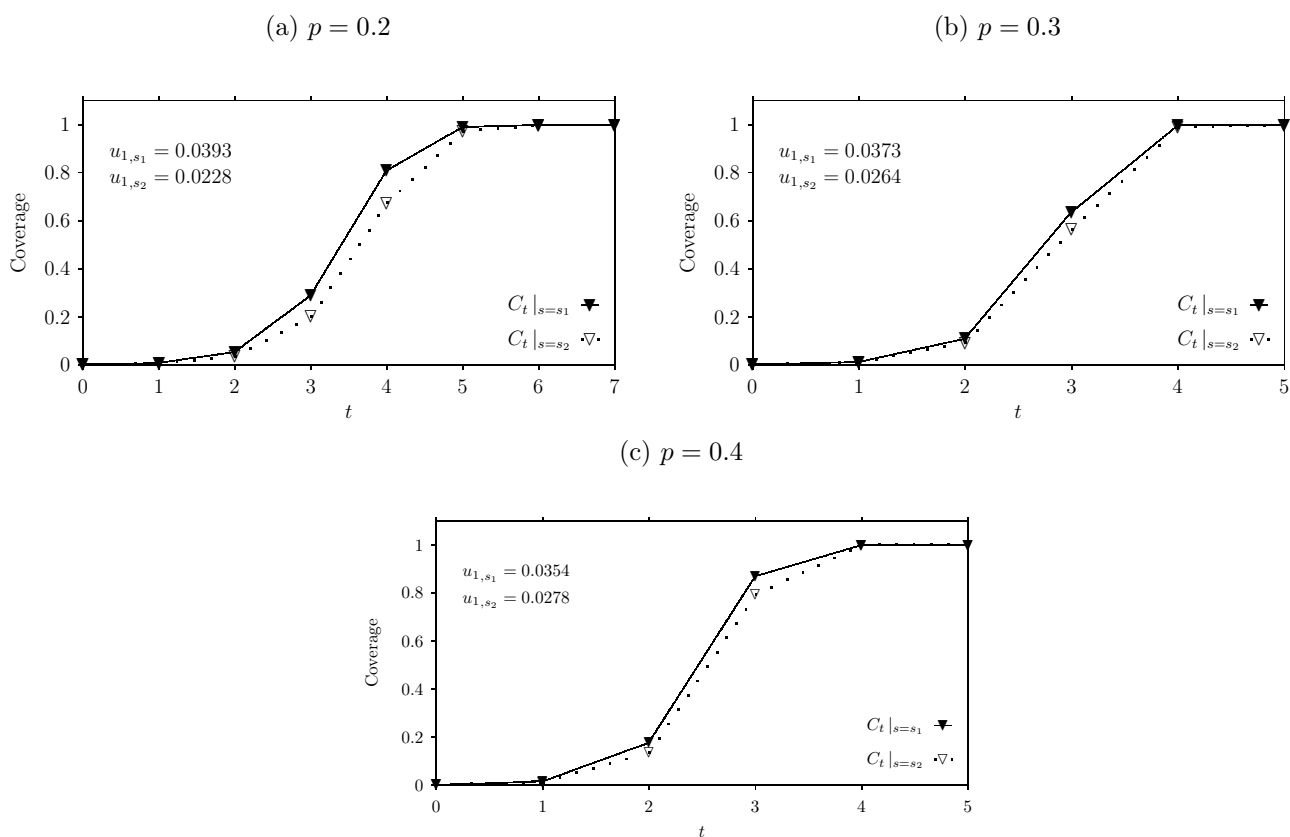 (a) p = 0.2
1
0.8
0.6
0.4
0.2
0
Coverage
u1,s1 = 0.0393
u1,s2 = 0.0228
Ct|s=s1
Ct|s=s2
0 1 2 3 4 5 6 7
t
(b) p = 0.3
1
0.8
0.6
0.4
0.2
0
Coverage
u1,s1 = 0.0373
u1,s2 = 0.0264
Ct|s=s1
Ct|s=s2
0 1 2 3 4 5
t
(c) p = 0.4
1
0.8
0.6
0.4
0.2
0
Coverage
u1,s1 = 0.0354
u1,s2 = 0.0278
Ct|s=s1
Ct|s=s2
0 1 2 3 4 5
t